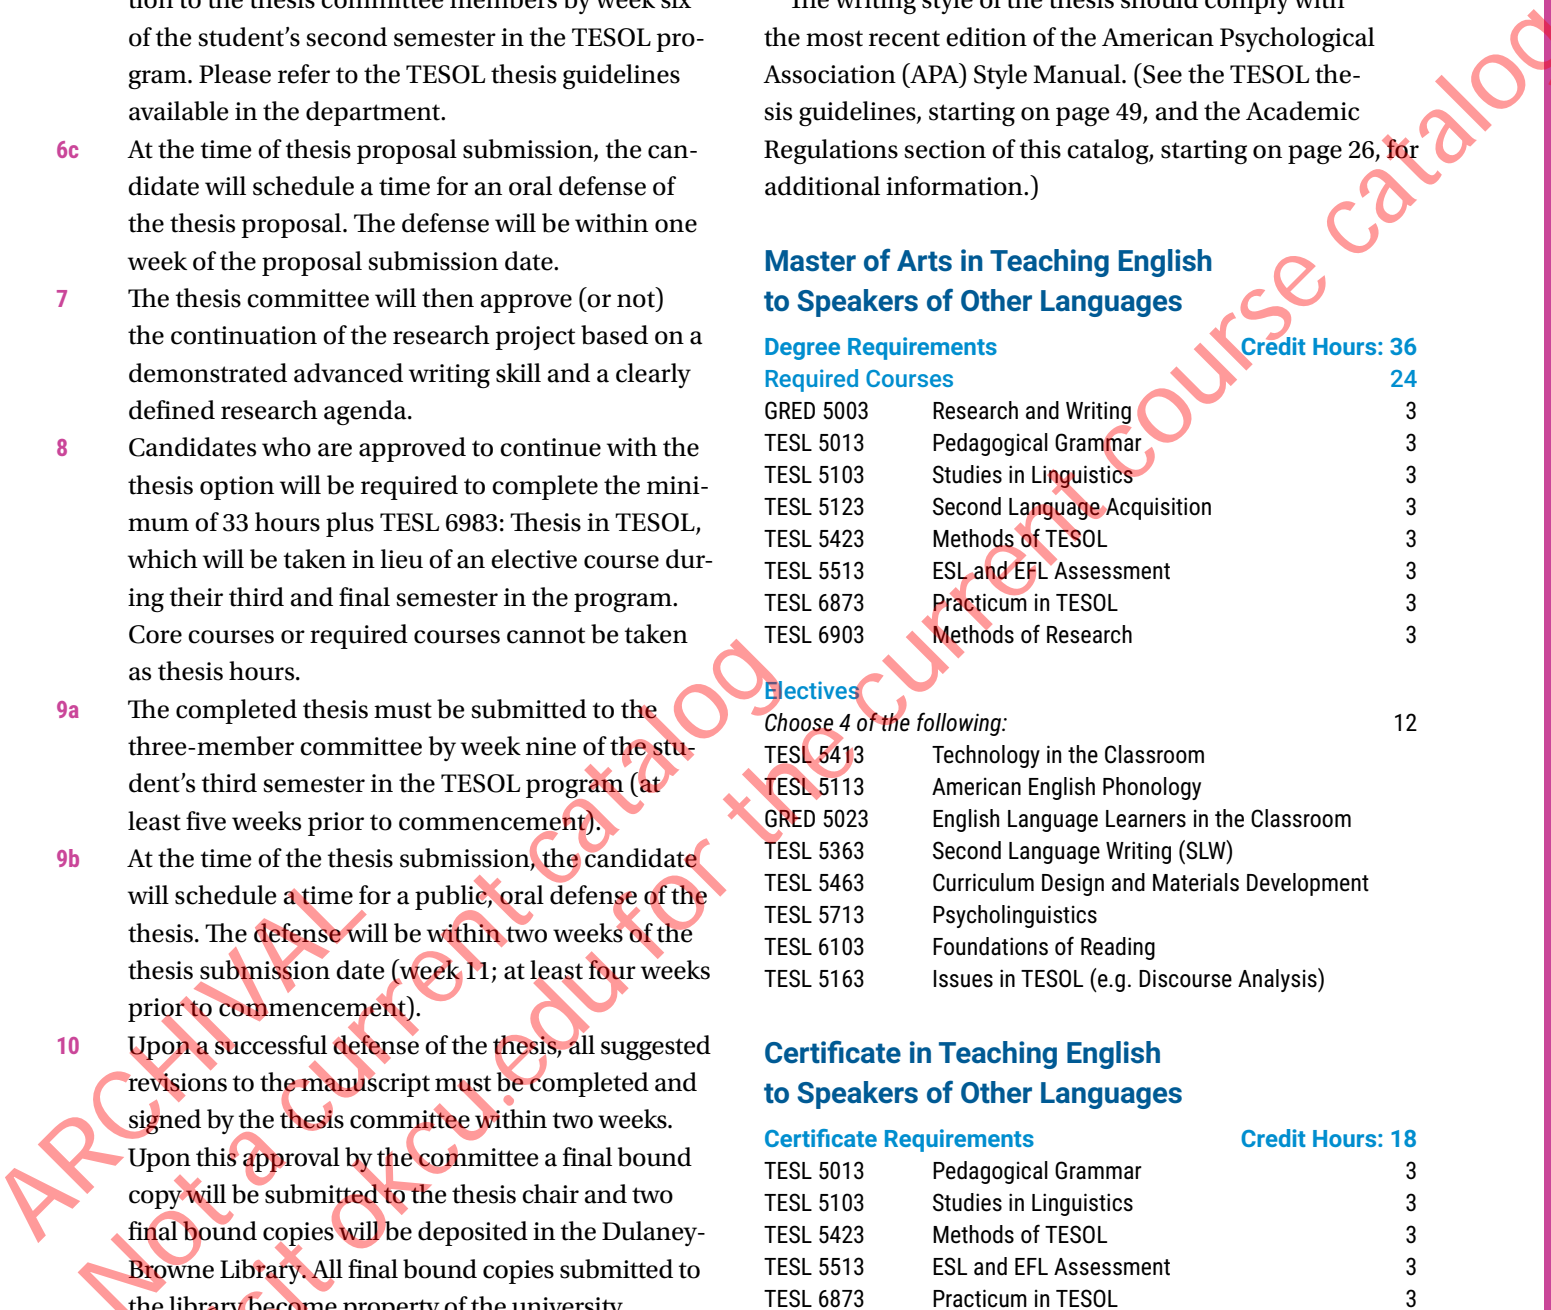 tion to the thesis committee members by week six
of the student's second semester in the TESOL pro-
gram. Please refer to the TESOL thesis guidelines
available in the department.
6c At the time of thesis proposal submission, the can-
didate will schedule a time for an oral defense of
the thesis proposal. The defense will be within one
week of the proposal submission date.
7 The thesis committee will then approve (or not)
the continuation of the research project based on a
demonstrated advanced writing skill and a clearly
defined research agenda.
8 Candidates who are approved to continue with the
thesis option will be required to complete the mini-
mum of 33 hours plus TESL 6983: Thesis in TESOL,
which will be taken in lieu of an elective course dur-
ing their third and final semester in the program.
Core courses or required courses cannot be taken
as thesis hours.
9a The completed thesis must be submitted to the
three-member committee by week nine of the stu-
dent's third semester in the TESOL program (at
least five weeks prior to commencement).
9b At the time of the thesis submission, the candidate
will schedule a time for a public, oral defense of the
thesis. The defense will be within two weeks of the
thesis submission date (week 11; at least four weeks
prior to commencement).
10 Upon a successful defense of the thesis, all suggested
revisions to the manuscript must be completed and
signed by the thesis committee within two weeks.
Upon this approval by the committee a final bound
copy will be submitted to the thesis chair and two
final bound copies will be deposited in the Dulaney-
Browne Library. All final bound copies submitted to
the library become property of the university.
The writing style of the thesis should comply with
the most recent edition of the American Psychological
Association (APA) Style Manual. (See the TESOL the-
sis guidelines, starting on page 49, and the Academic
Regulations section of this catalog, starting on page 26, for
additional information.)
Master of Arts in Teaching English
to Speakers of Other Languages
Degree Requirements Credit Hours: 36
Required Courses 24
GRED 5003 Research and Writing 3
TESL 5013 Pedagogical Grammar 3
TESL 5103 Studies in Linguistics 3
TESL 5123 Second Language Acquisition 3
TESL 5423 Methods of TESOL 3
TESL 5513 ESL and EFL Assessment 3
TESL 6873 Practicum in TESOL 3
TESL 6903 Methods of Research 3
Electives
Choose 4 of the following: 12
TESL 5413 Technology in the Classroom
TESL 5113 American English Phonology
GRED 5023 English Language Learners in the Classroom
TESL 5363 Second Language Writing (SLW)
TESL 5463 Curriculum Design and Materials Development
TESL 5713 Psycholinguistics
TESL 6103 Foundations of Reading
TESL 5163 Issues in TESOL (e.g. Discourse Analysis)
Certificate in Teaching English
to Speakers of Other Languages
Certificate Requirements Credit Hours: 18
TESL 5013 Pedagogical Grammar 3
TESL 5103 Studies in Linguistics 3
TESL 5423 Methods of TESOL 3
TESL 5513 ESL and EFL Assessment 3
TESL 6873 Practicum in TESOL 3
ARCHIVAL
Not a current catalog
okcu.edu for the current course catalog